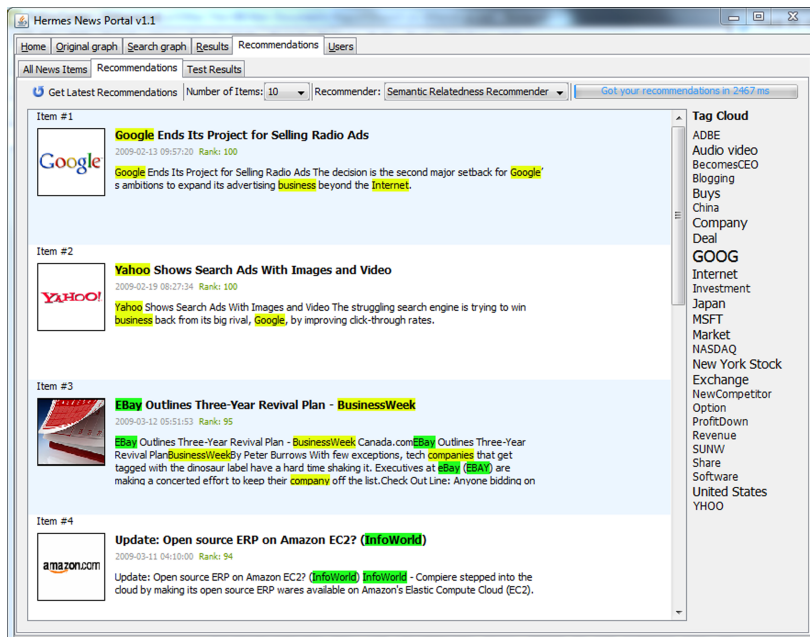 Hermes News Portal v1.1
Home Original graph Search graph Results Recommendations Users
All News Items Recommendations Test Results
Get Latest Recommendations Number of Items: 10 Recommender: Semantic Relatedness Recommender Got your recommendations in 2467 ms
Item #1
Google
Google Ends Its Project for Selling Radio Ads
2009-02-13 09:57:20 Rank: 100
Google Ends Its Project for Selling Radio Ads The decision is the second major setback for Google´
s ambitions to expand its advertising business beyond the Internet.
Item #2
YAHOO!
Yahoo Shows Search Ads With Images and Video
2009-02-19 08:27:34 Rank: 100
Yahoo Shows Search Ads With Images and Video The struggling search engine is trying to win
business back from its big rival, Google, by improving click-through rates.
Item #3
EBay Outlines Three-Year Revival Plan - BusinessWeek
2009-03-12 05:51:53 Rank: 95
EBay Outlines Three-Year Revival Plan - BusinessWeek Canada.comEBay Outlines Three-Year
Revival PlanBusinessWeekBy Peter Burrows With few exceptions, tech companies that get
tagged with the dinosaur label have a hard time shaking it. Executives at eBay (EBAY) are
making a concerted effort to keep their company off the list.Check Out Line: Anyone bidding on
Item #4
amazon.com
Update: Open source ERP on Amazon EC2? (InfoWorld)
2009-03-11 04:10:00 Rank: 94
Update: Open source ERP on Amazon EC2? (InfoWorld) InfoWorld - Compiere stepped into the
cloud by making its open source ERP wares available on Amazon's Elastic Compute Cloud (EC2).
Tag Cloud
ADBE
Audio video
BecomesCEO
Blogging
Buys
China
Company
Deal
GOOG
Internet
Investment
Japan
MSFT
Market
NASDAQ
New York Stock
Exchange
NewCompetitor
Option
ProfitDown
Revenue
SUNW
Share
Software
United States
YHOO